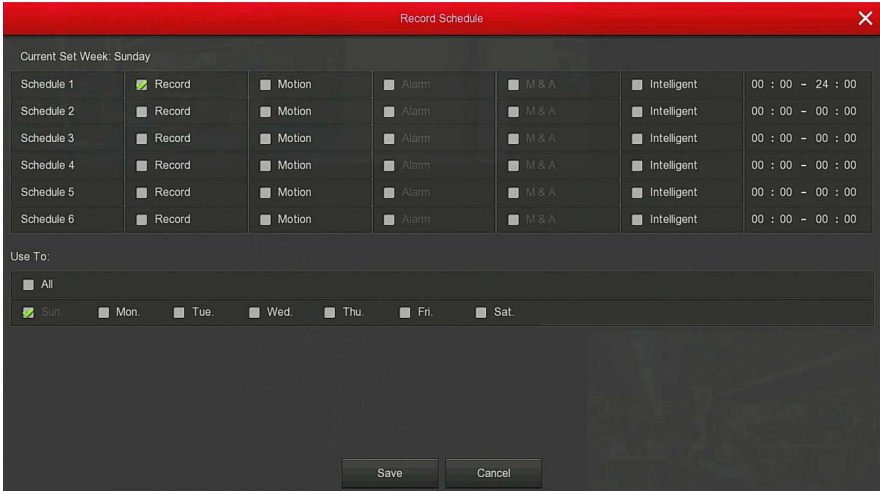 Record Schedule
Current Set Week: Sunday
Schedule 1 Record Motion Alarm M & A Intelligent 00 : 00 - 24 : 00
Schedule 2 Record Motion Alarm M & A Intelligent 00 : 00 - 00 : 00
Schedule 3 Record Motion Alarm M & A Intelligent 00 : 00 - 00 : 00
Schedule 4 Record Motion Alarm M & A Intelligent 00 : 00 - 00 : 00
Schedule 5 Record Motion Alarm M & A Intelligent 00 : 00 - 00 : 00
Schedule 6 Record Motion Alarm M & A Intelligent 00 : 00 - 00 : 00
Use To:
All
Sun. Mon. Tue. Wed. Thu. Fri. Sat.
Save Cancel